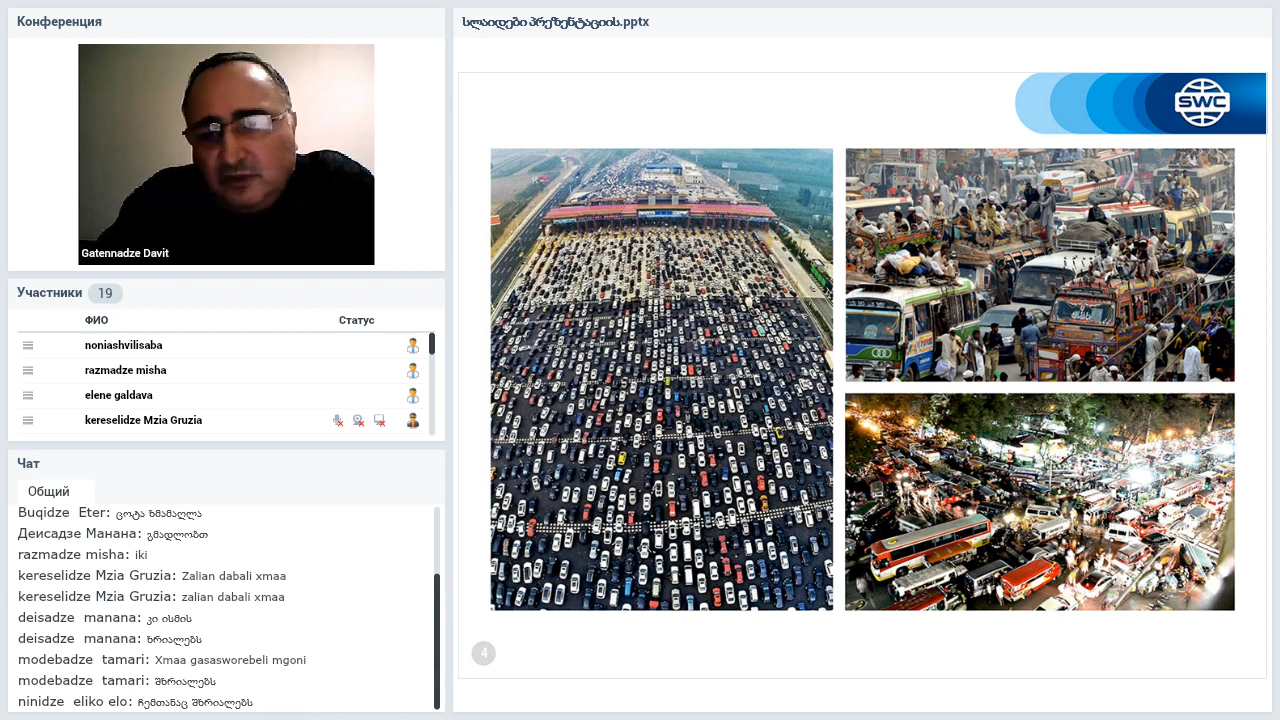 Конференция
Gatennadze Davit
Участники 19
ФИО Статус
noniashvilisaba
razmadze misha
elene galdava
kereselidze Mzia Gruzia
Чат
Общий
Buqidze Eter: ცოტა ხმამაღლა
Деисадзе Манана: გმადლობთ
razmadze misha: iki
kereselidze Mzia Gruzia: Zalian dabali xmaa
kereselidze Mzia Gruzia: zalian dabali xmaa
deisadze manana: კი ისმის
deisadze manana: ხრიალებს
modebadze tamari: Xmaa gasasworebeli mgoni
modebadze tamari: შხრიალებს
ninidze eliko elo: ჩემთანაც შხრიალებს
სლაიდები პრეზენტაციის.pptx
SWC
4